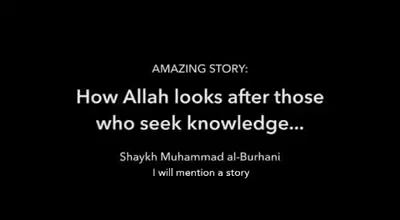 AMAZING STORY:
How Allah looks after those
who seek knowledge...
Shaykh Muhammad al-Burhani
I will mention a story